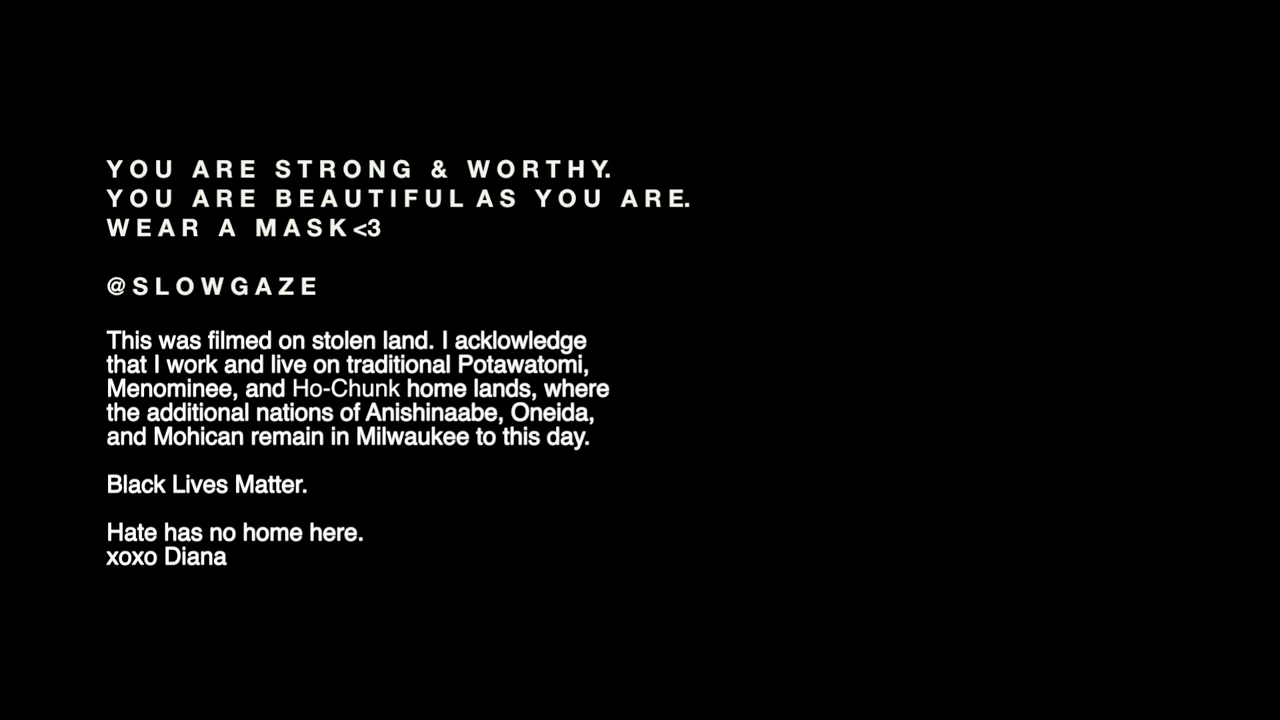 YOU ARE STRONG & WORTHY.
YOU ARE BEAUTIFUL AS YOU ARE.
WEAR A MASK <3
@SLOWGAZE
This was filmed on stolen land. I acklowledge
that I work and live on traditional Potawatomi,
Menominee, and Ho-Chunk home lands, where
the additional nations of Anishinaabe, Oneida,
and Mohican remain in Milwaukee to this day.
Black Lives Matter.
Hate has no home here.
xoxo Diana